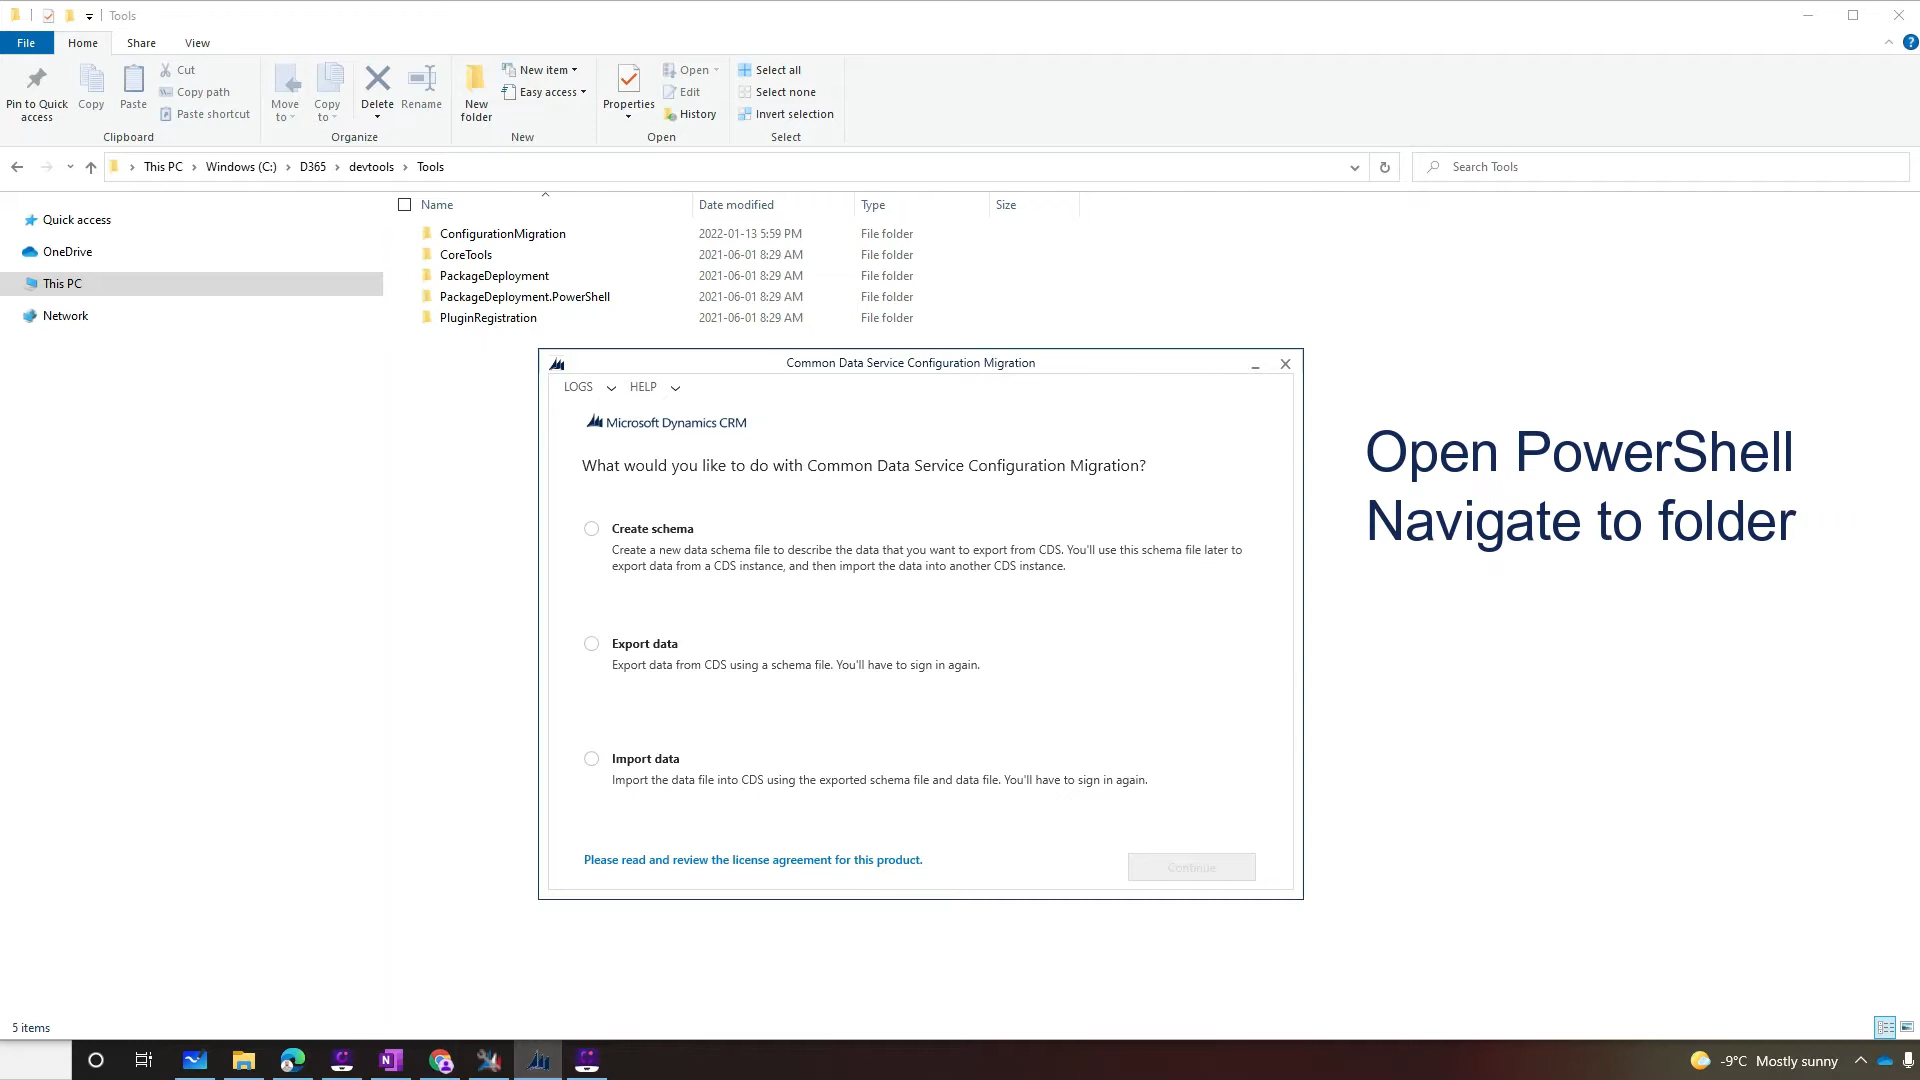 Tools
File Home Share View
Pin to Quick access
Copy
Paste
Cut
Copy path
Paste shortcut
Clipboard
Move to
Copy to
Delete
Rename
Organize
New folder
New item
Easy access
New
Properties
Open
Edit
History
Open
Select all
Select none
Invert selection
Select
This PC > Windows (C:) > D365 > devtools > Tools
Search Tools
Quick access
OneDrive
This PC
Network
Name Date modified Type Size
ConfigurationMigration 2022-01-13 5:59 PM File folder
CoreTools 2021-06-01 8:29 AM File folder
PackageDeployment 2021-06-01 8:29 AM File folder
PackageDeployment.PowerShell 2021-06-01 8:29 AM File folder
PluginRegistration 2021-06-01 8:29 AM File folder
Common Data Service Configuration Migration
LOGS HELP
Microsoft Dynamics CRM
What would you like to do with Common Data Service Configuration Migration?
Create schema
Create a new data schema file to describe the data that you want to export from CDS. You'll use this schema file later to
export data from a CDS instance, and then import the data into another CDS instance.
Export data
Export data from CDS using a schema file. You'll have to sign in again.
Import data
Import the data file into CDS using the exported schema file and data file. You'll have to sign in again.
Please read and review the license agreement for this product.
Continue
Open PowerShell
Navigate to folder
5 items
-9°C Mostly sunny